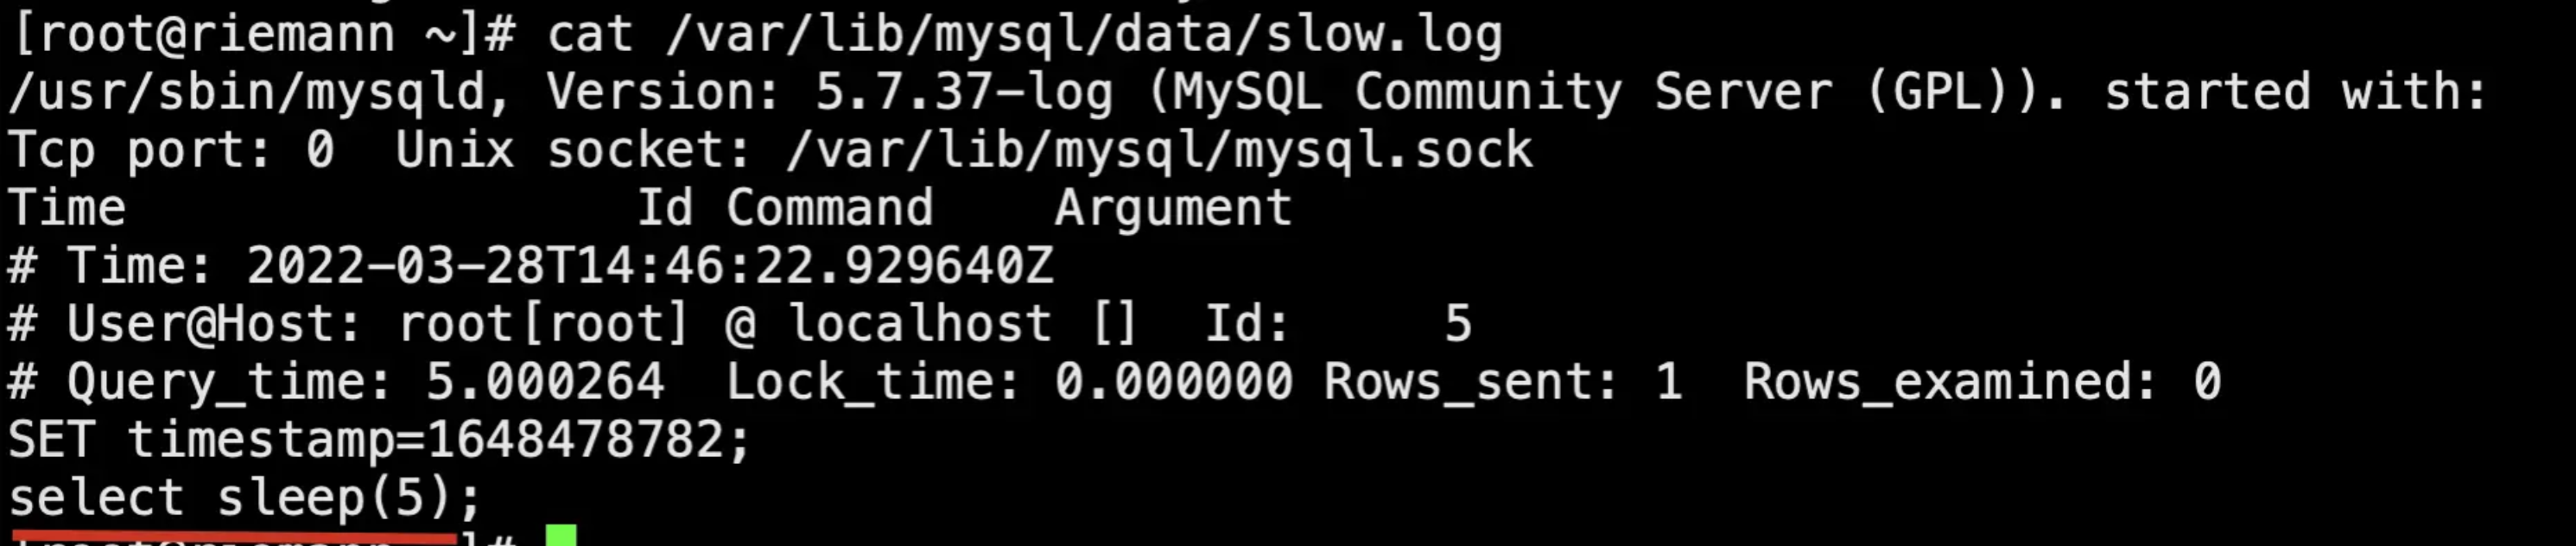 [root@riemann ~]# cat /var/lib/mysql/data/slow.log
/usr/sbin/mysqld, Version: 5.7.37-log (MySQL Community Server (GPL)). started with:
Tcp port: 0  Unix socket: /var/lib/mysql/mysql.sock
Time                 Id Command    Argument
# Time: 2022-03-28T14:46:22.929640Z
# User@Host: root[root] @ localhost []  Id:     5
# Query_time: 5.000264  Lock_time: 0.000000 Rows_sent: 1  Rows_examined: 0
SET timestamp=1648478782;
select sleep(5);